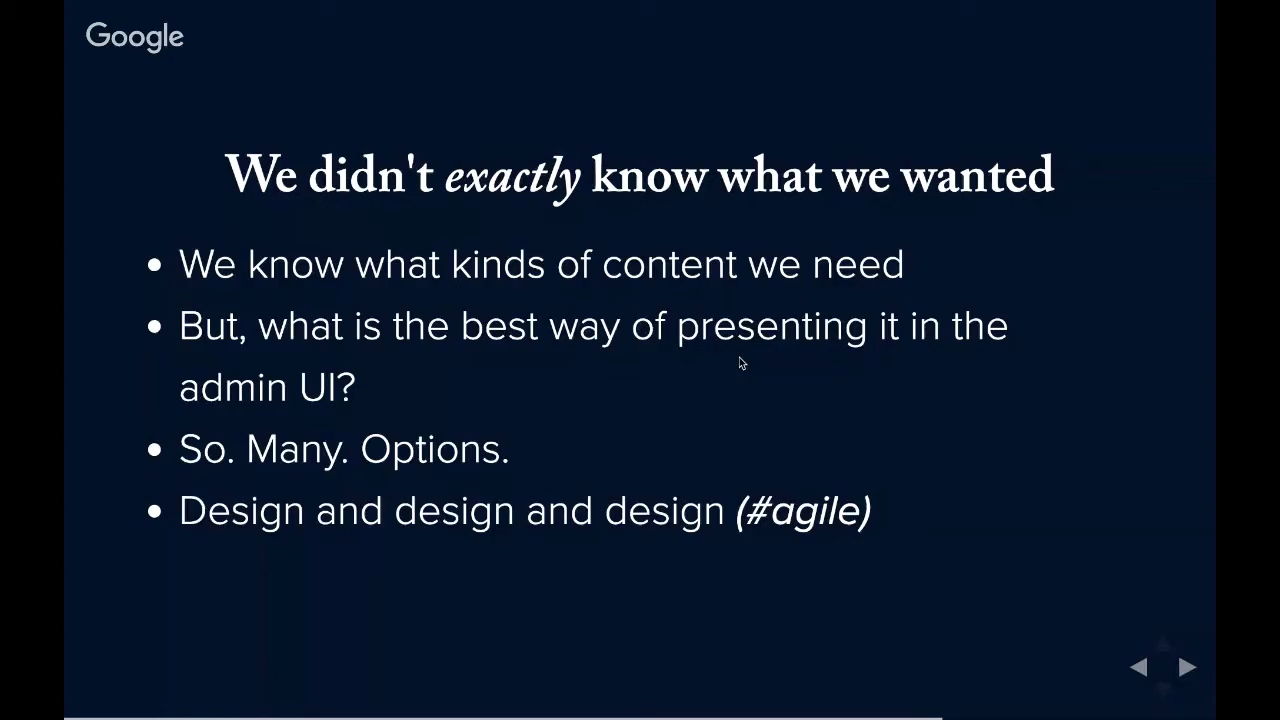 Google
We didn't exactly know what we wanted
• We know what kinds of content we need
• But, what is the best way of presenting it in the
admin UI?
• So. Many. Options.
• Design and design and design (#agile)